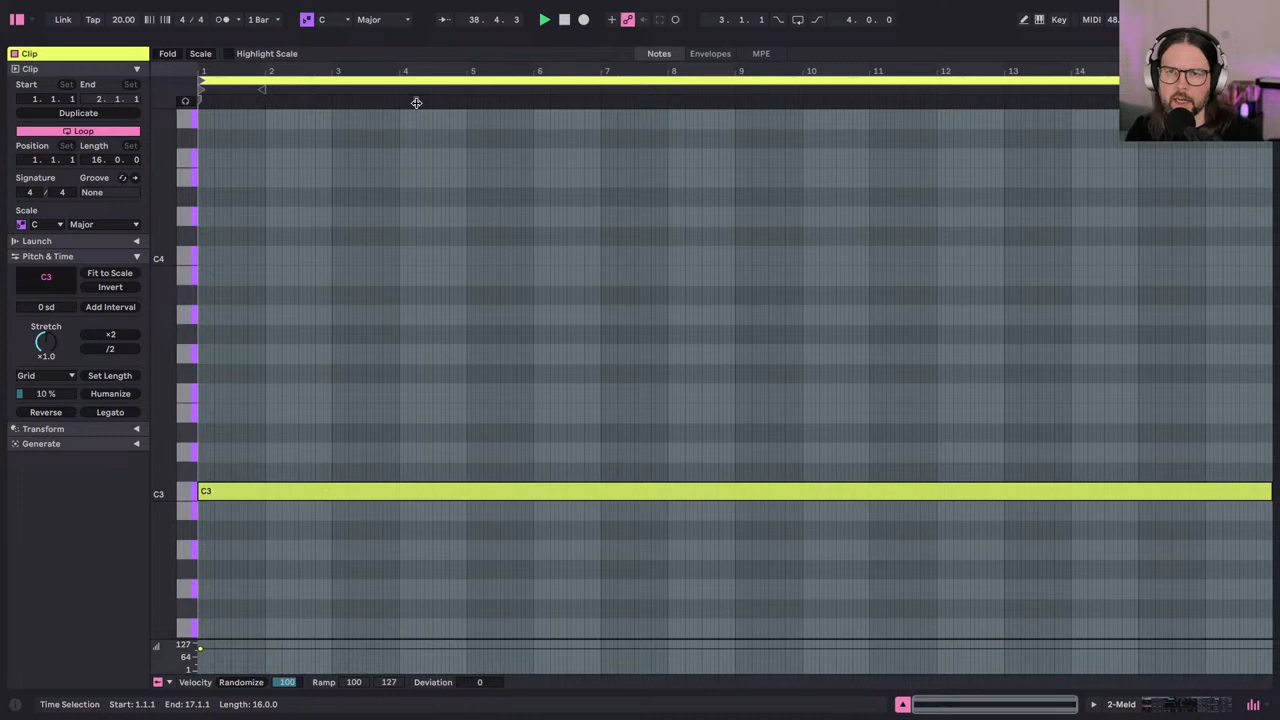 Link Tap 20.00 4 / 4 1 Bar C Major 38. 4. 3 3. 1. 1 4. 0. 0 Key MIDI 48.
Clip Fold Scale Highlight Scale Notes Envelopes MPE
Clip
1 2 3 4 5 6 7 8 9 10 11 12 13 14
Start Set End Set
1. 1. 1 2. 1. 1
Duplicate
Loop
Position Set Length Set
1. 1. 1 16. 0. 0
Signature Groove
4 / 4 None
Scale
C Major
Launch
Pitch & Time
C4
C3 Fit to Scale
Invert
0 sd Add Interval
Stretch
×2
/2
×1.0
Grid Set Length
10 % Humanize
Reverse Legato
Transform
Generate
C3 C3
127
64
1
Velocity Randomize 100 Ramp 100 127 Deviation 0
Time Selection Start: 1.1.1 End: 17.1.1 Length: 16.0.0 2-Meld